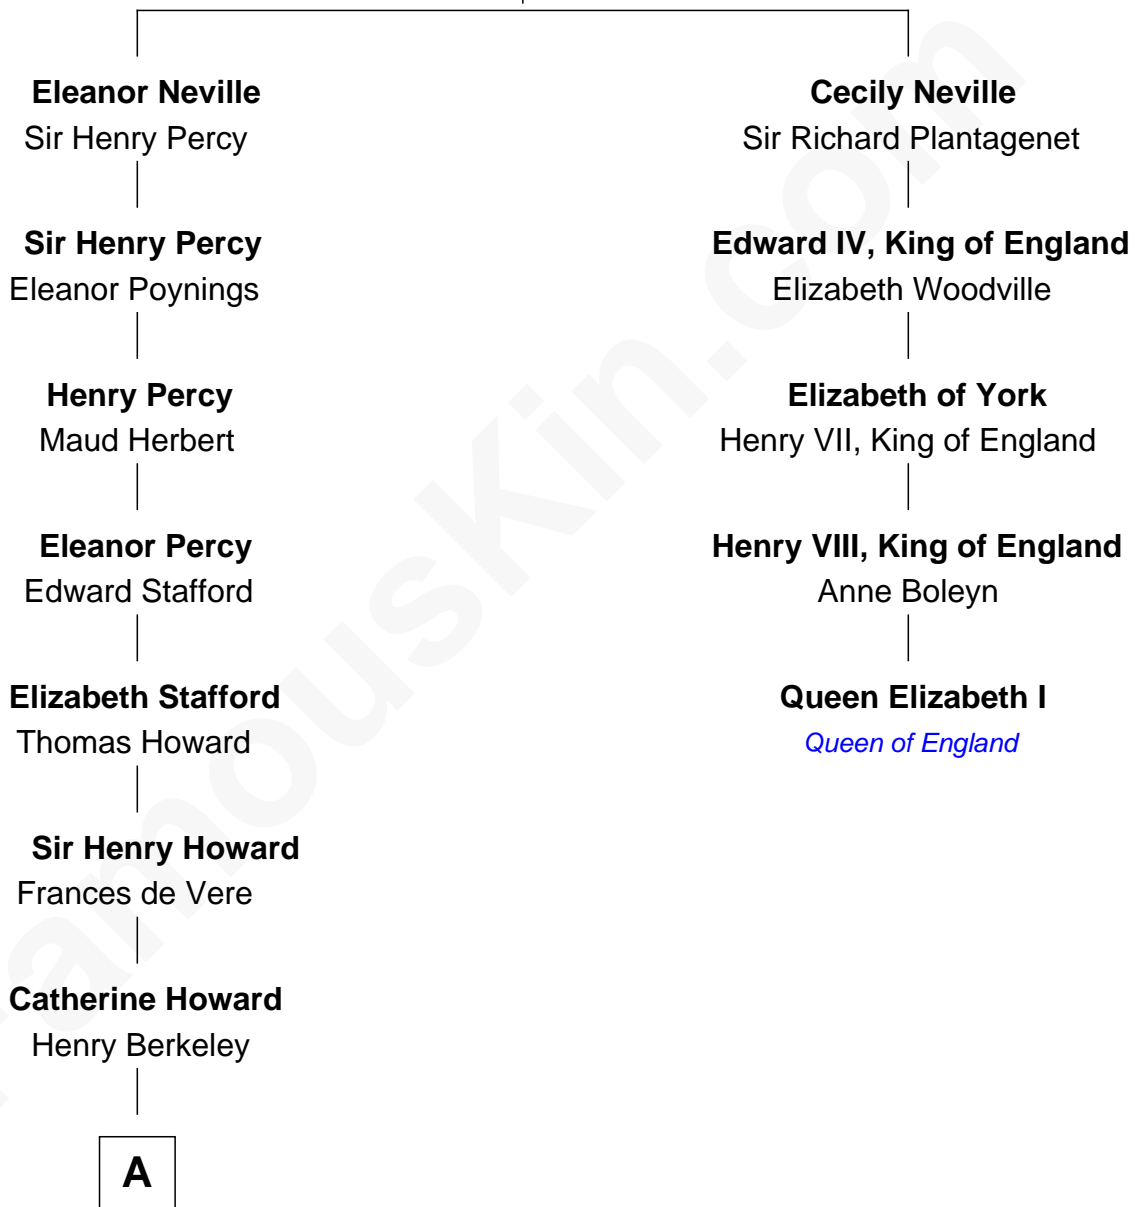 Eleanor Neville
Sir Henry Percy
Cecily Neville
Sir Richard Plantagenet
Sir Henry Percy
Eleanor Poynings
Edward IV, King of England
Elizabeth Woodville
Henry Percy
Maud Herbert
Elizabeth of York
Henry VII, King of England
Eleanor Percy
Edward Stafford
Henry VIII, King of England
Anne Boleyn
Elizabeth Stafford
Thomas Howard
Queen Elizabeth I
Queen of England
Sir Henry Howard
Frances de Vere
Catherine Howard
Henry Berkeley
A
FamousKin.com